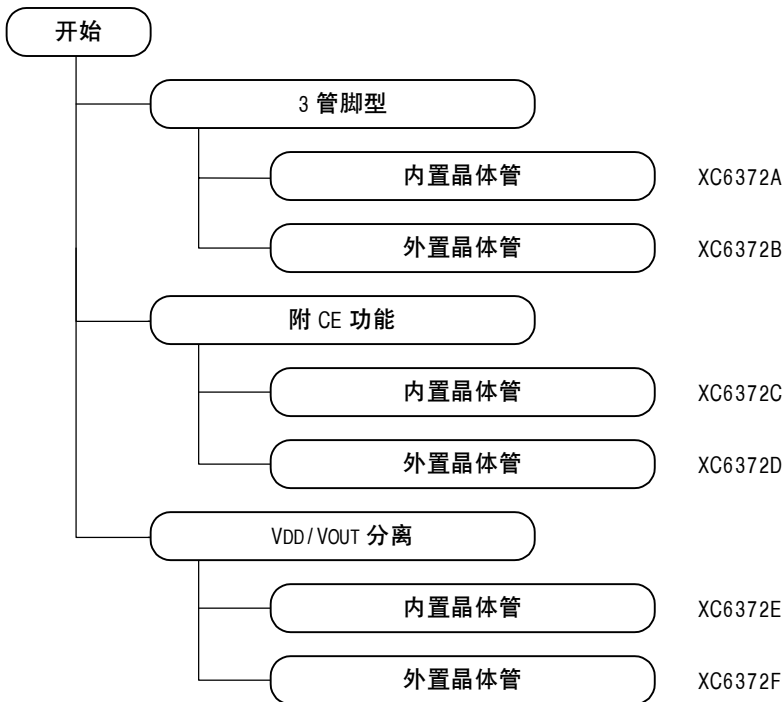 开始
3 管脚型
内置晶体管 XC6372A
外置晶体管 XC6372B
附 CE 功能
内置晶体管 XC6372C
外置晶体管 XC6372D
VDD/VOUT 分离
内置晶体管 XC6372E
外置晶体管 XC6372F